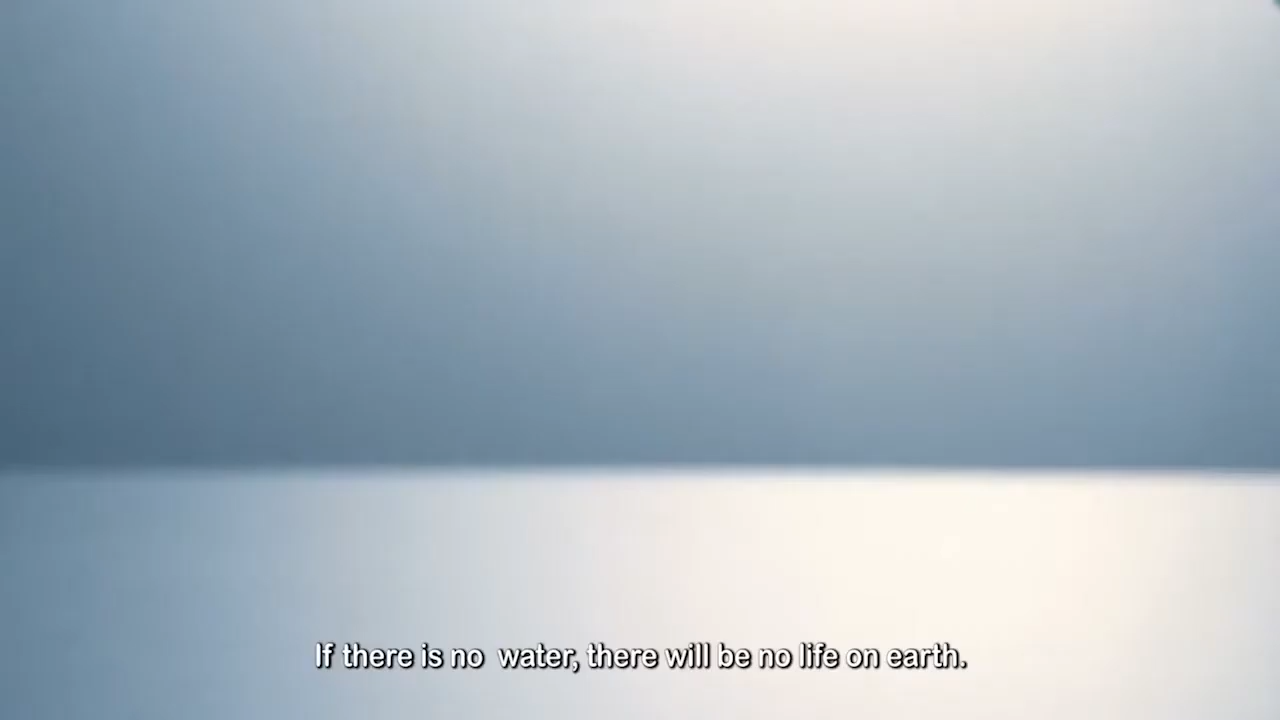 If there is no  water, there will be no life on earth.